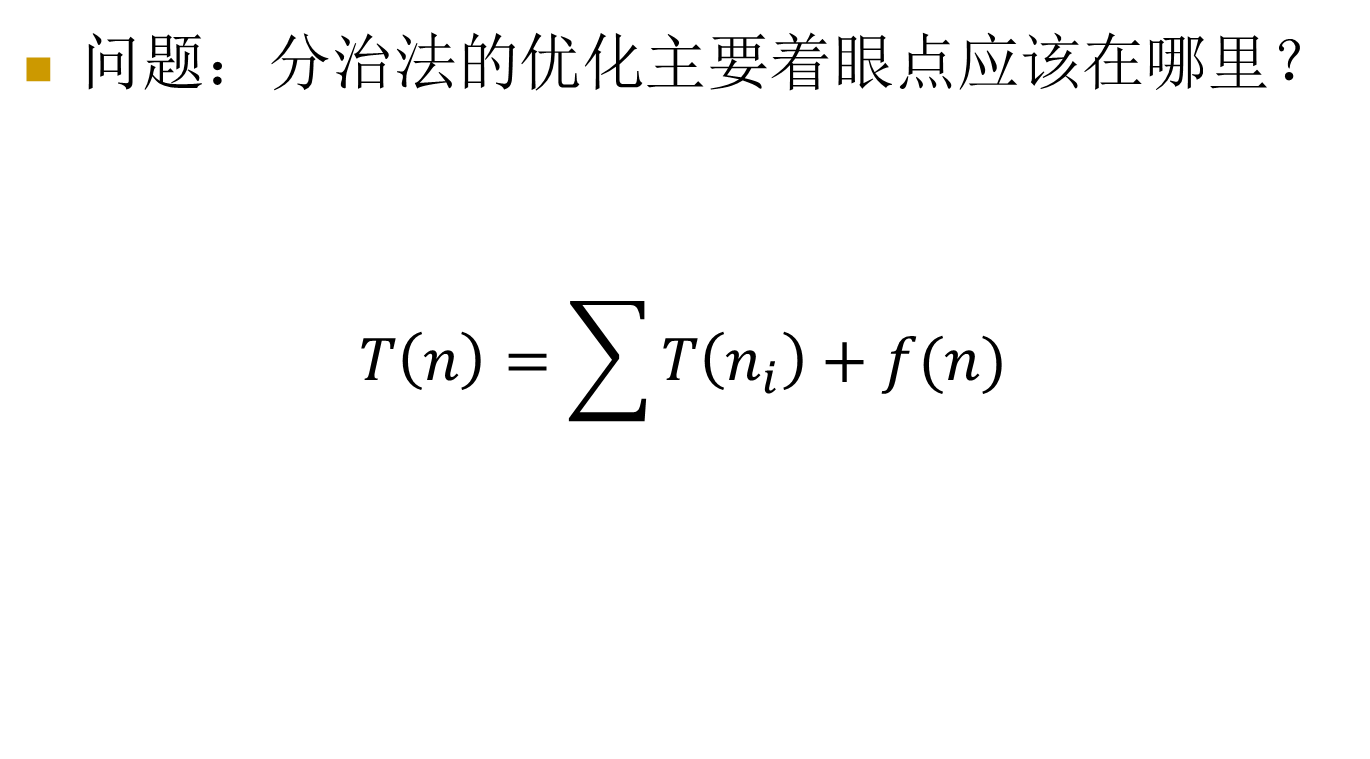 ■ 问题：分治法的优化主要着眼点应该在哪里？
T(n) = ∑ T(nᵢ) + f(n)